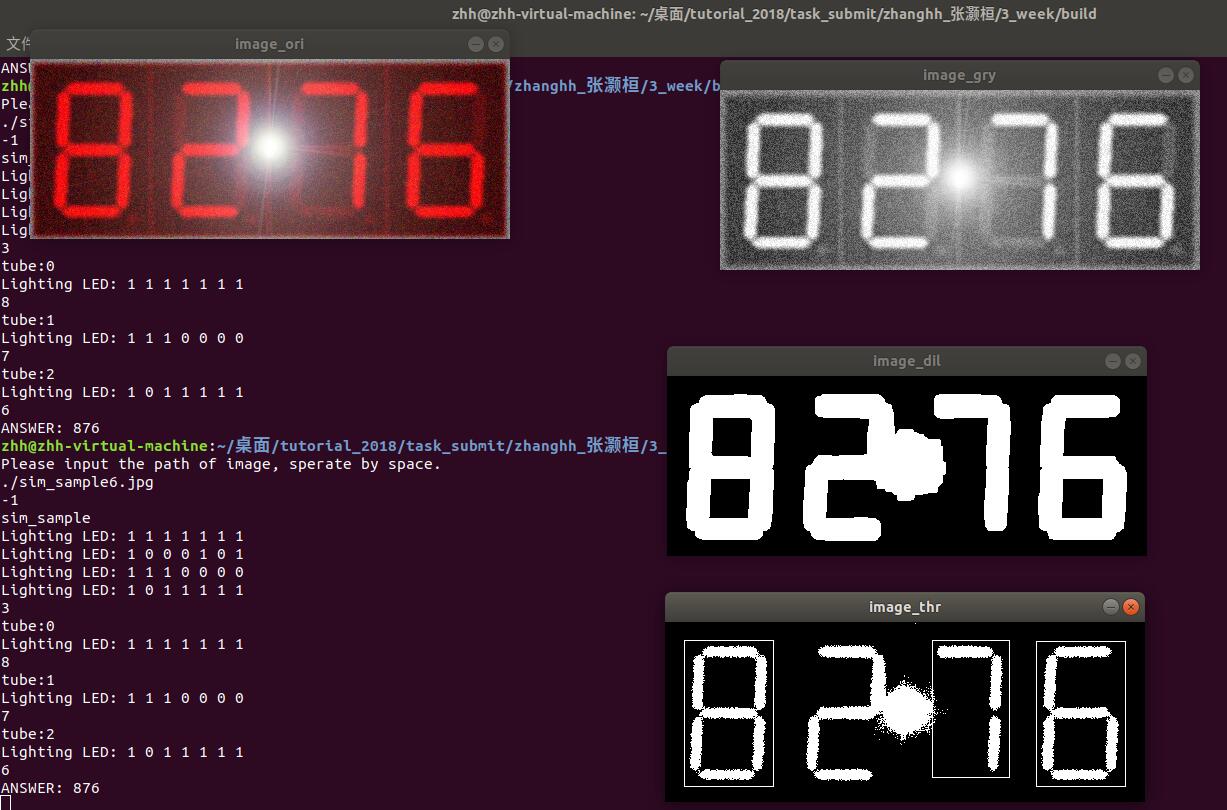 zhh@zhh-virtual-machine: ~/桌面/tutorial_2018/task_submit/zhanghh_张灏桓/3_week/build
文件
image_ori
8276
image_gry
8276
ANS
zhh
/zhanghh_张灏桓/3_week/b
Plea
./s
-1
sim_
Ligh
Ligh
Ligh
Ligh
3
tube:0
Lighting LED: 1 1 1 1 1 1 1
8
tube:1
Lighting LED: 1 1 1 0 0 0 0
7
tube:2
Lighting LED: 1 0 1 1 1 1 1
6
ANSWER: 876
zhh@zhh-virtual-machine:~/桌面/tutorial_2018/task_submit/zhanghh_张灏桓/3_
Please input the path of image, sperate by space.
./sim_sample6.jpg
-1
sim_sample
Lighting LED: 1 1 1 1 1 1 1
Lighting LED: 1 0 0 0 1 0 1
Lighting LED: 1 1 1 0 0 0 0
Lighting LED: 1 0 1 1 1 1 1
3
tube:0
Lighting LED: 1 1 1 1 1 1 1
8
tube:1
Lighting LED: 1 1 1 0 0 0 0
7
tube:2
Lighting LED: 1 0 1 1 1 1 1
6
ANSWER: 876
image_dil
8276
image_thr
8276